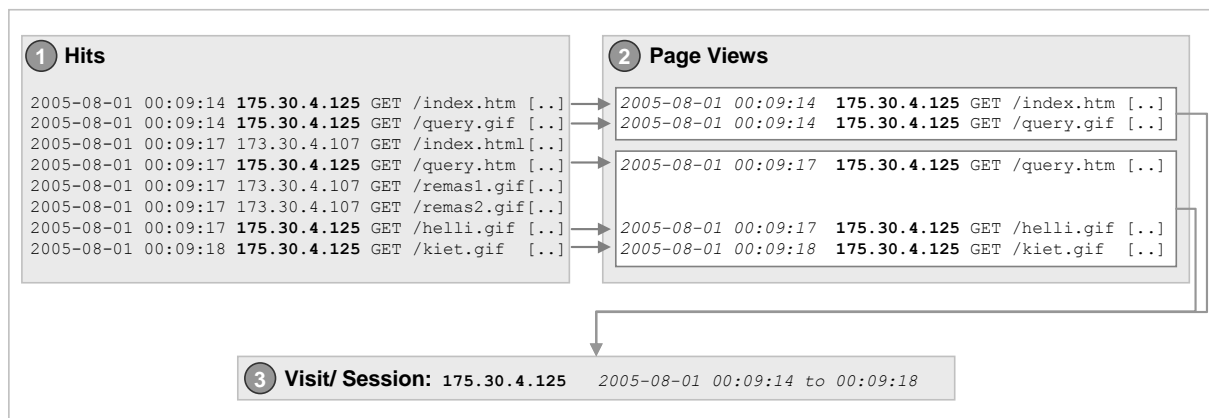 1 Hits
2005-08-01 00:09:14 175.30.4.125 GET /index.htm [..]
2005-08-01 00:09:14 175.30.4.125 GET /query.gif [..]
2005-08-01 00:09:17 173.30.4.107 GET /index.html[..]
2005-08-01 00:09:17 175.30.4.125 GET /query.htm [..]
2005-08-01 00:09:17 173.30.4.107 GET /remas1.gif[..]
2005-08-01 00:09:17 173.30.4.107 GET /remas2.gif[..]
2005-08-01 00:09:17 175.30.4.125 GET /helli.gif [..]
2005-08-01 00:09:18 175.30.4.125 GET /kiet.gif [..]
2 Page Views
2005-08-01 00:09:14 175.30.4.125 GET /index.htm [..]
2005-08-01 00:09:14 175.30.4.125 GET /query.gif [..]
2005-08-01 00:09:17 175.30.4.125 GET /query.htm [..]
2005-08-01 00:09:17 175.30.4.125 GET /helli.gif [..]
2005-08-01 00:09:18 175.30.4.125 GET /kiet.gif [..]
3 Visit/ Session: 175.30.4.125 2005-08-01 00:09:14 to 00:09:18